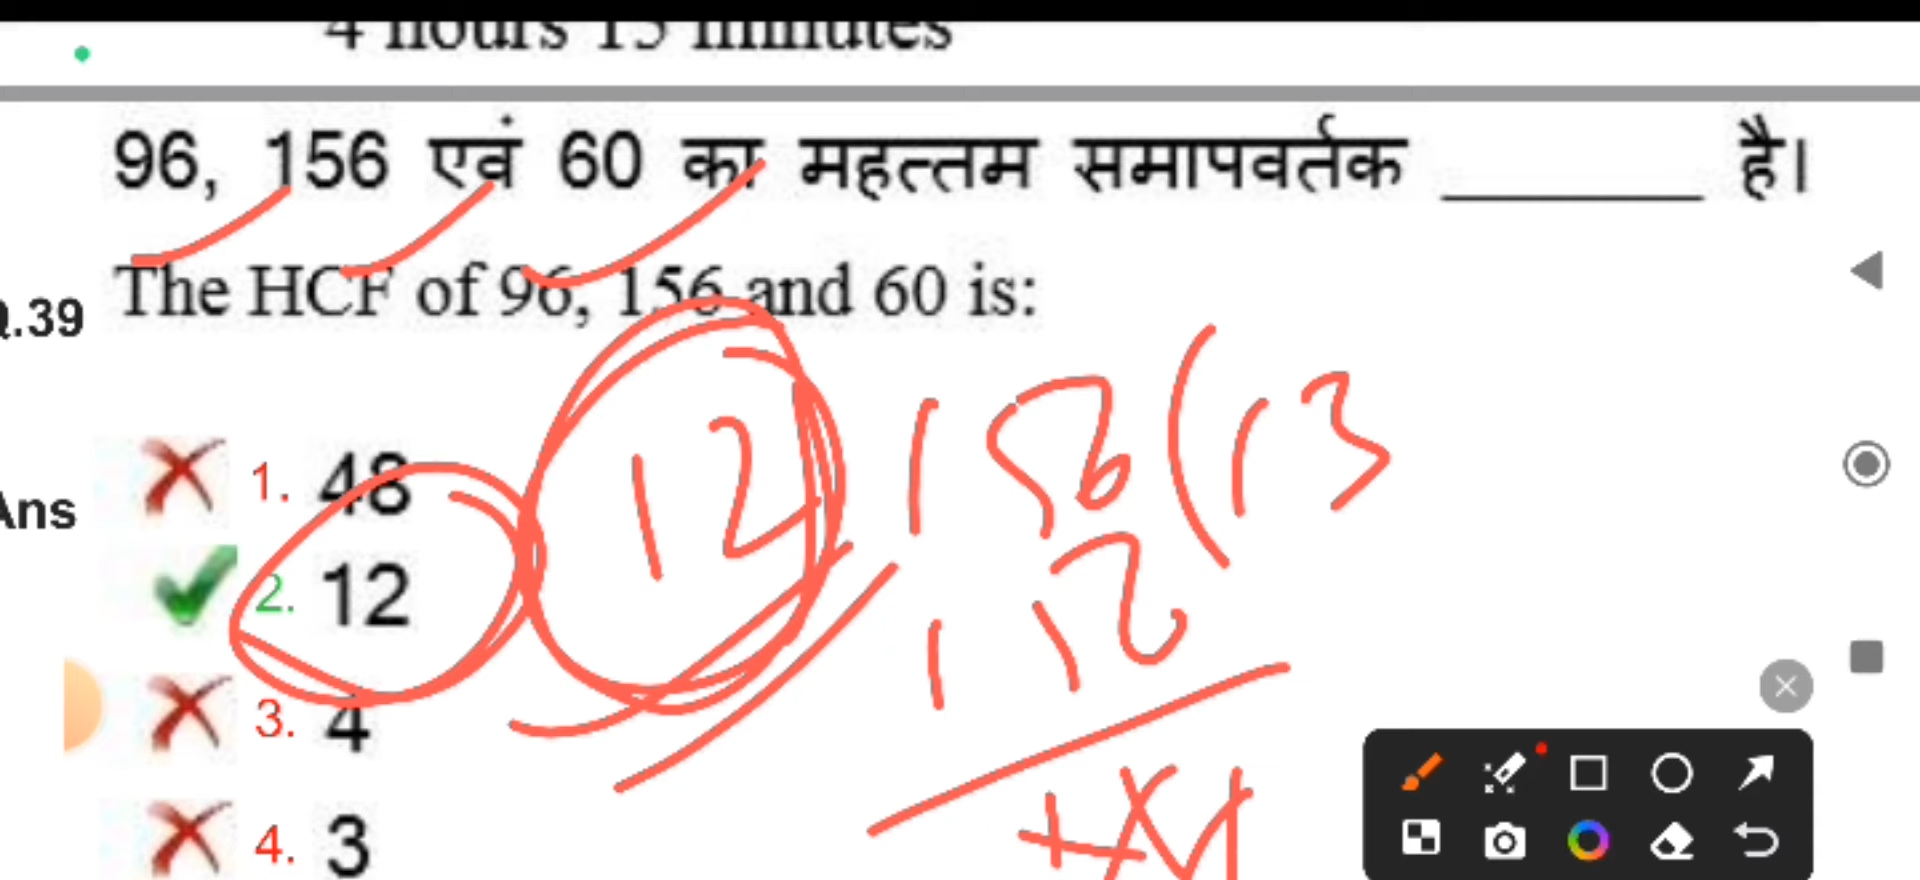 4 hours 15 minutes
96, 156 एवं 60 का महत्तम समापवर्तक ________ है।
Q.39 The HCF of 96, 156 and 60 is:
Ans 1. 48
2. 12
3. 4
4. 3
12 156 ( 13